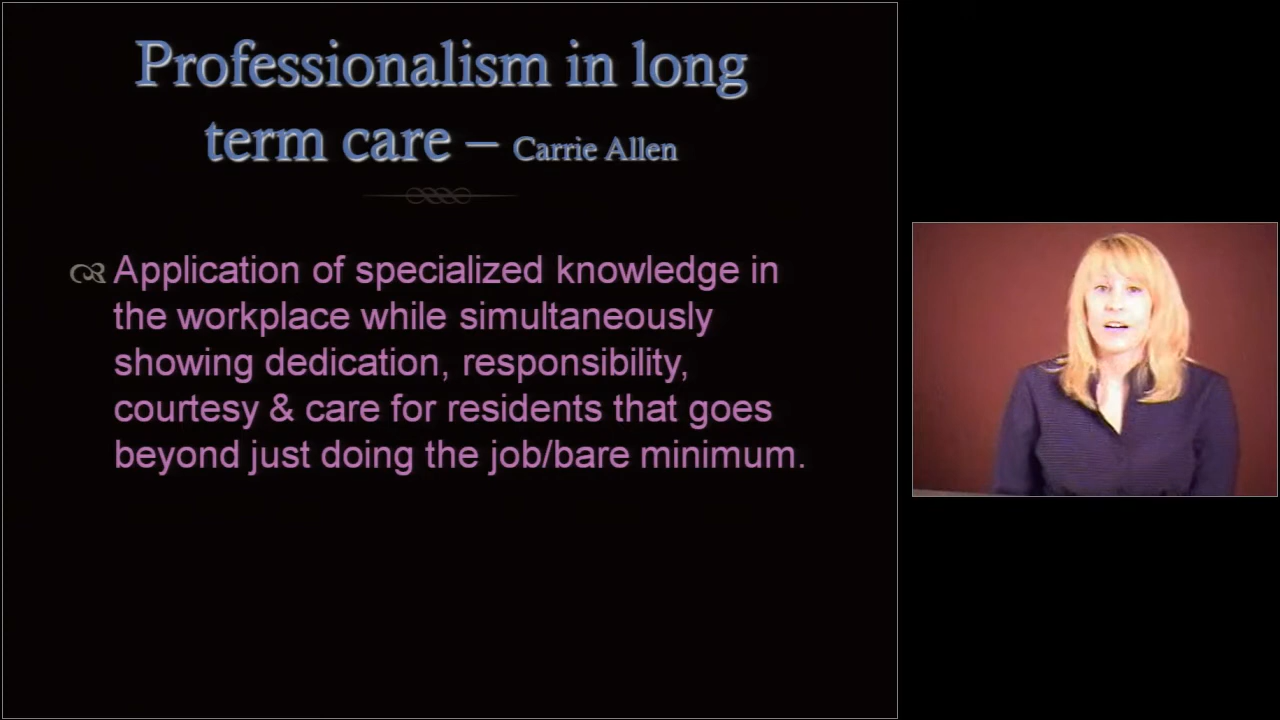 Professionalism in long
term care – Carrie Allen
Application of specialized knowledge in
the workplace while simultaneously
showing dedication, responsibility,
courtesy & care for residents that goes
beyond just doing the job/bare minimum.